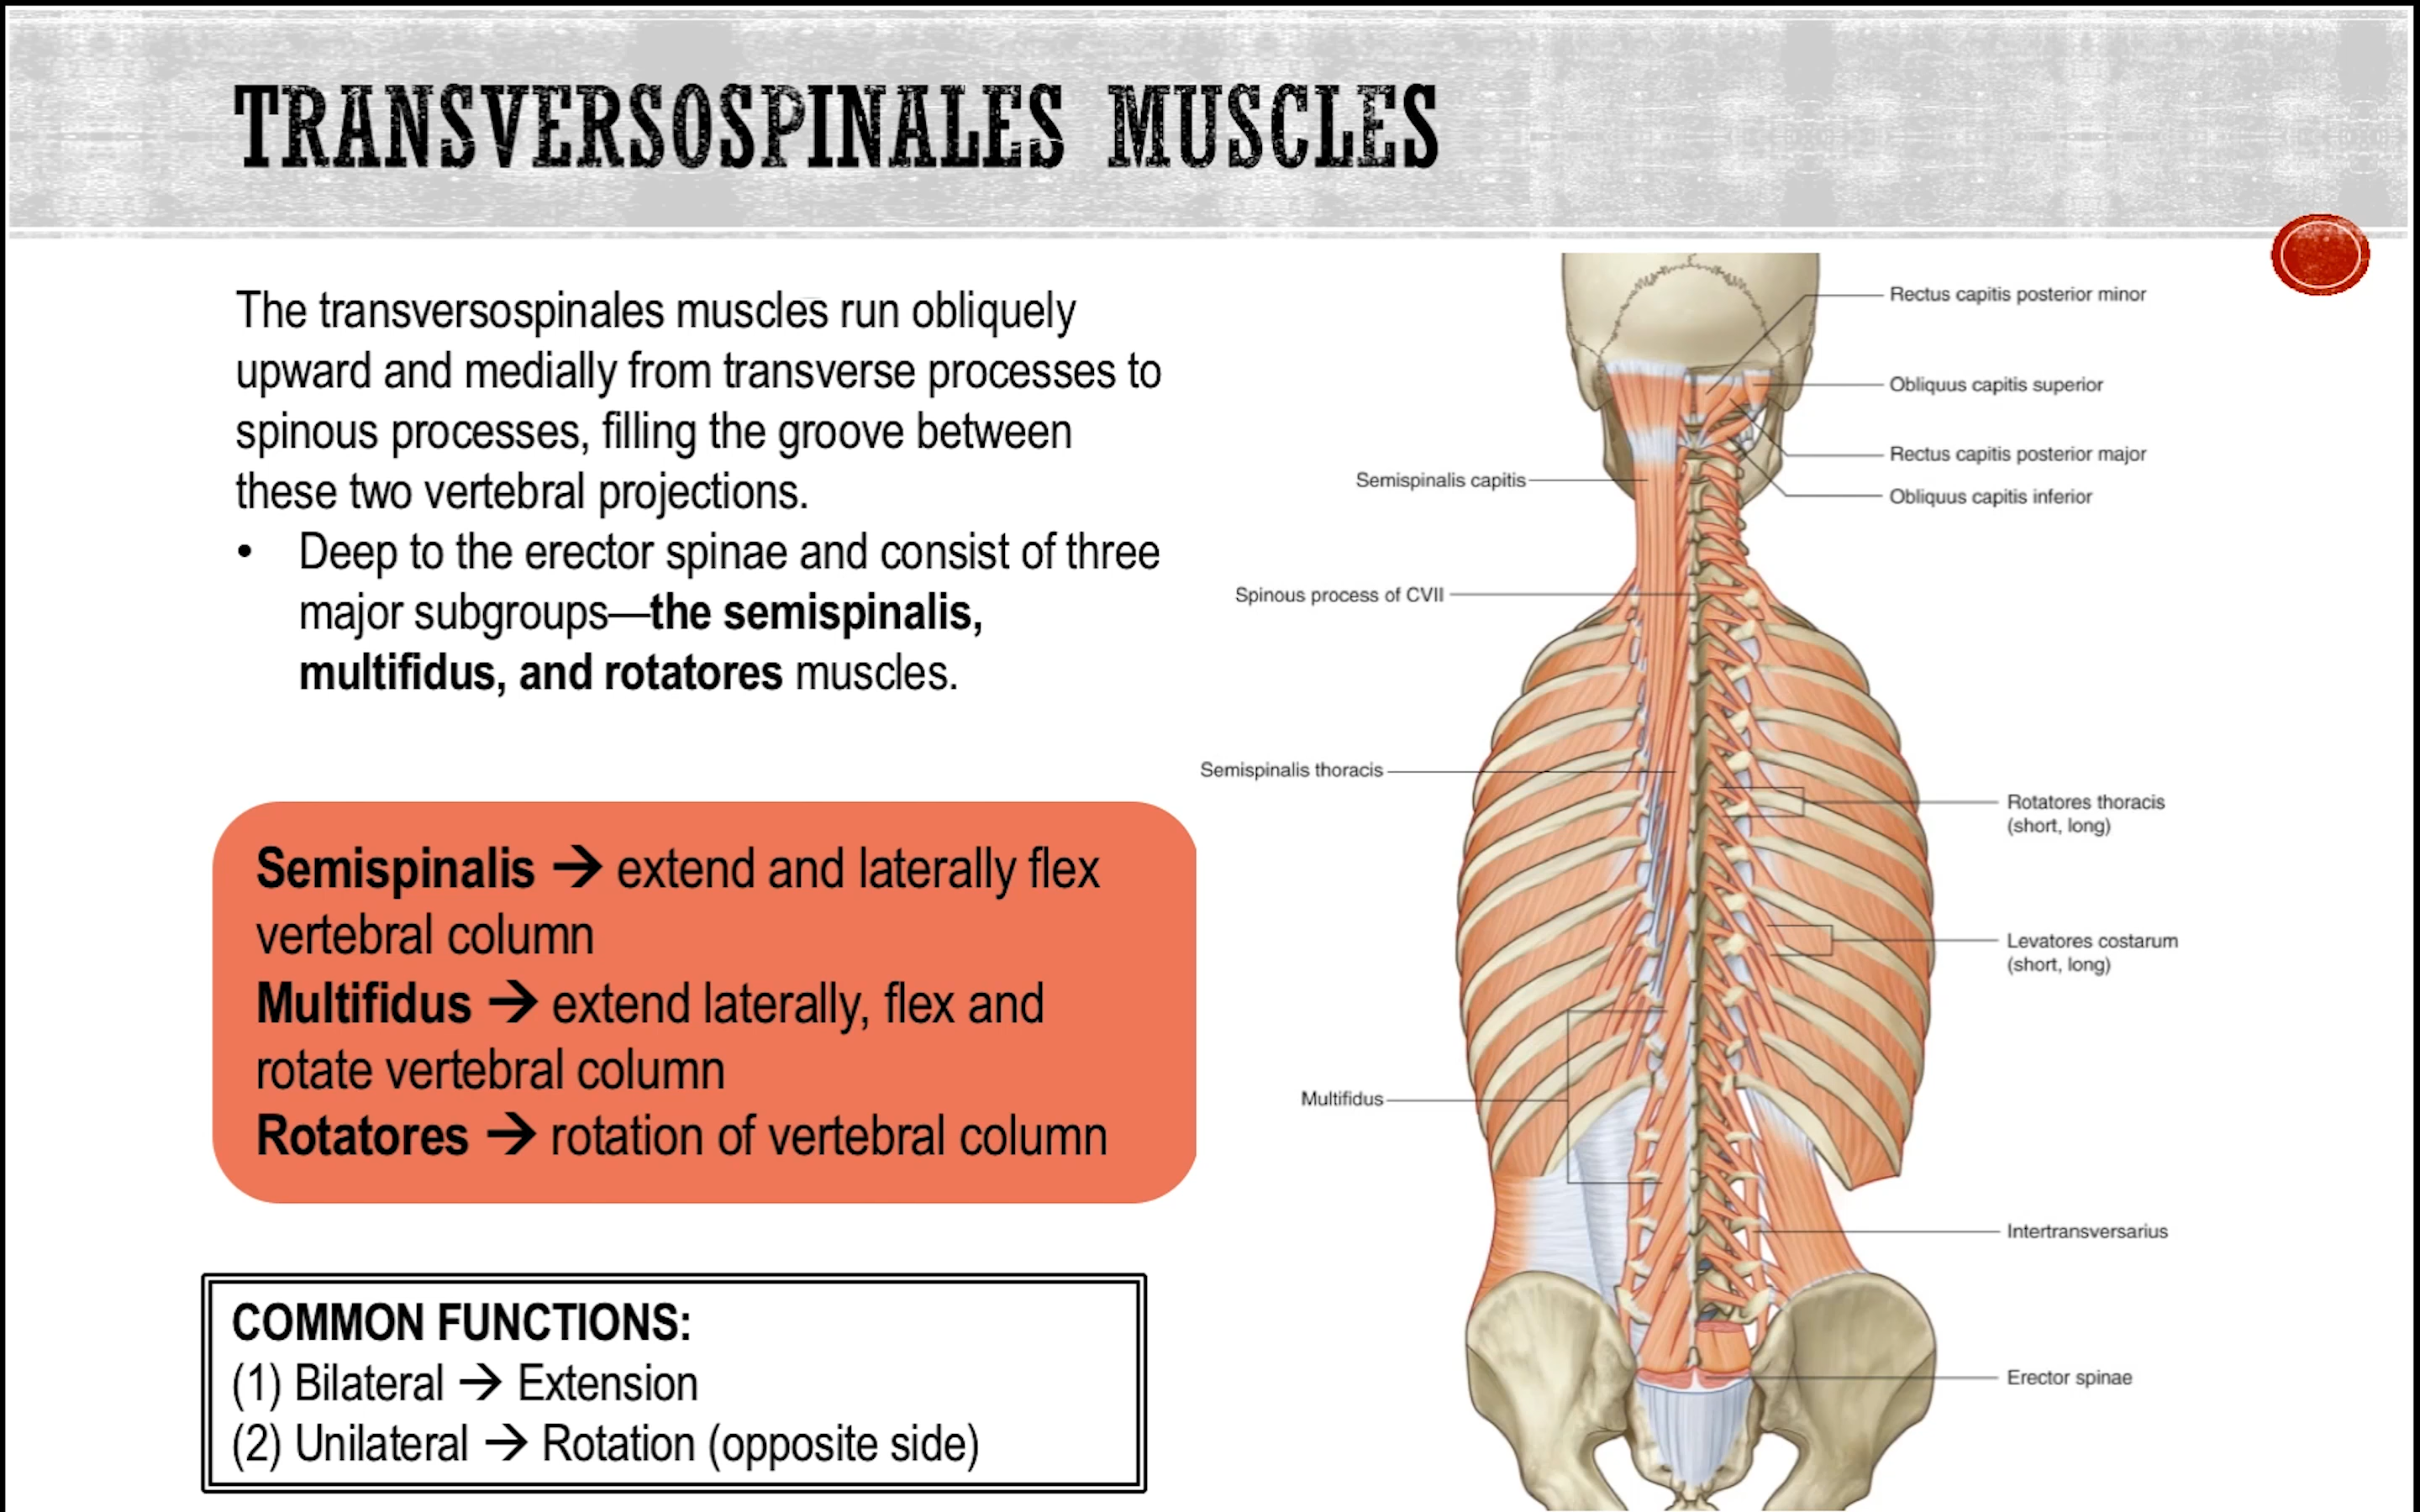 TRANSVERSOSPINALES MUSCLES
The transversospinales muscles run obliquely
upward and medially from transverse processes to
spinous processes, filling the groove between
these two vertebral projections.
• Deep to the erector spinae and consist of three
major subgroups—the semispinalis,
multifidus, and rotatores muscles.
Semispinalis → extend and laterally flex
vertebral column
Multifidus → extend laterally, flex and
rotate vertebral column
Rotatores → rotation of vertebral column
COMMON FUNCTIONS:
(1) Bilateral → Extension
(2) Unilateral → Rotation (opposite side)
Semispinalis capitis
Spinous process of CVII
Semispinalis thoracis
Multifidus
Rectus capitis posterior minor
Obliquus capitis superior
Rectus capitis posterior major
Obliquus capitis inferior
Rotatores thoracis
(short, long)
Levatores costarum
(short, long)
Intertransversarius
Erector spinae